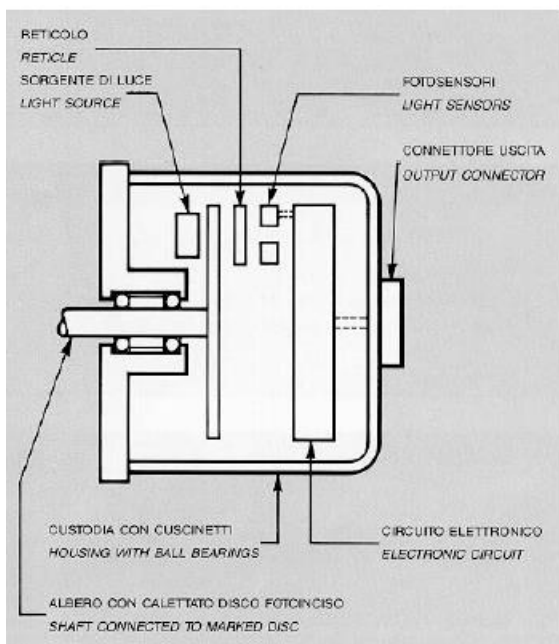 RETICOLO
RETICLE
SORGENTE DI LUCE
LIGHT SOURCE
FOTOSENSORI
LIGHT SENSORS
CONNETTORE USCITA
OUTPUT CONNECTOR
CUSTODIA CON CUSCINETTI
HOUSING WITH BALL BEARINGS
CIRCUITO ELETTRONICO
ELECTRONIC CIRCUIT
ALBERO CON CALETTATO DISCO FOTOINCISO
SHAFT CONNECTED TO MARKED DISC